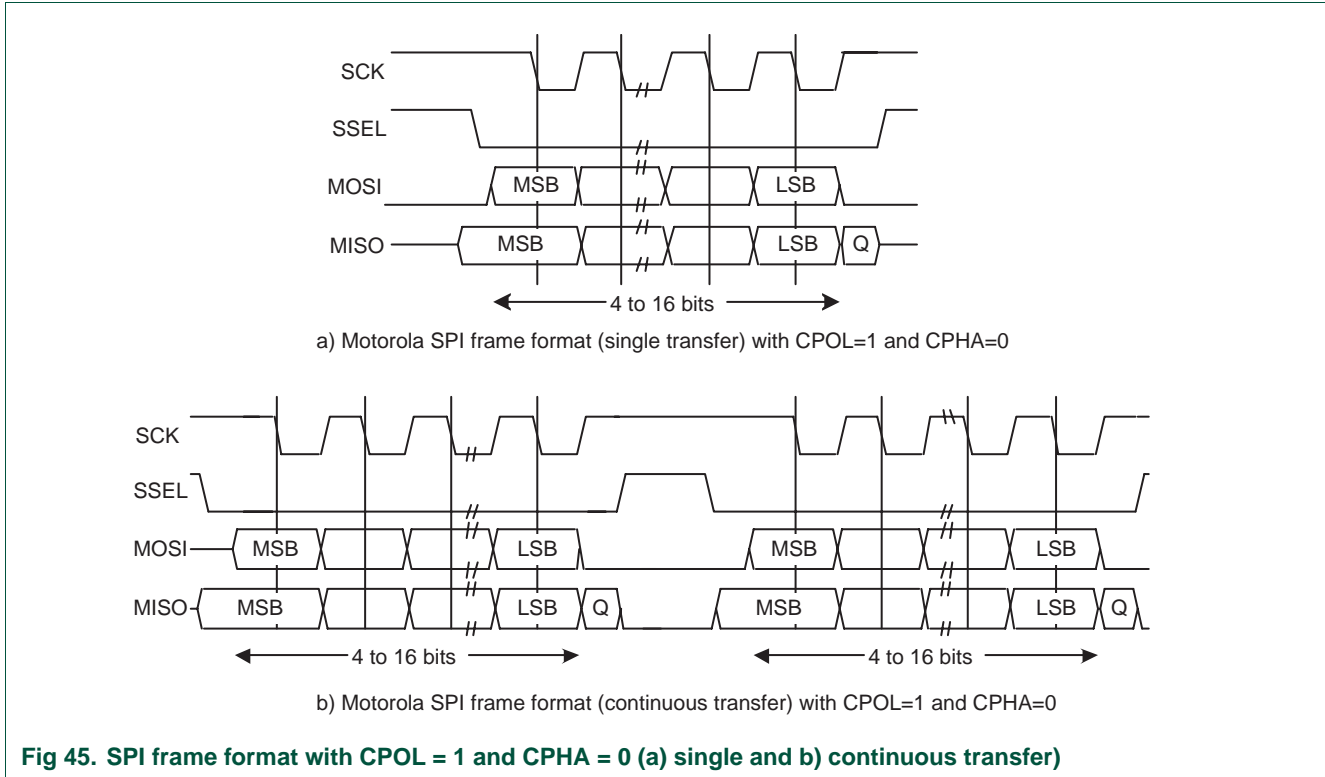 SCK
SSEL
MOSI MSB LSB
MISO MSB LSB Q
4 to 16 bits
a) Motorola SPI frame format (single transfer) with CPOL=1 and CPHA=0
SCK
SSEL
MOSI MSB LSB MSB LSB
MISO MSB LSB Q MSB LSB Q
4 to 16 bits 4 to 16 bits
b) Motorola SPI frame format (continuous transfer) with CPOL=1 and CPHA=0
Fig 45. SPI frame format with CPOL = 1 and CPHA = 0 (a) single and b) continuous transfer)